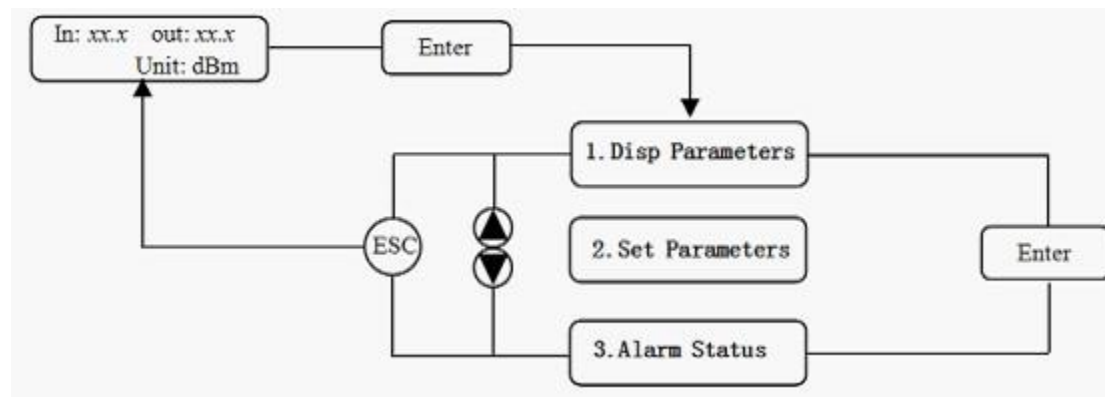 In: xx.x out: xx.x
Unit: dBm
Enter
1.Disp Parameters
ESC
2.Set Parameters
Enter
3.Alarm Status